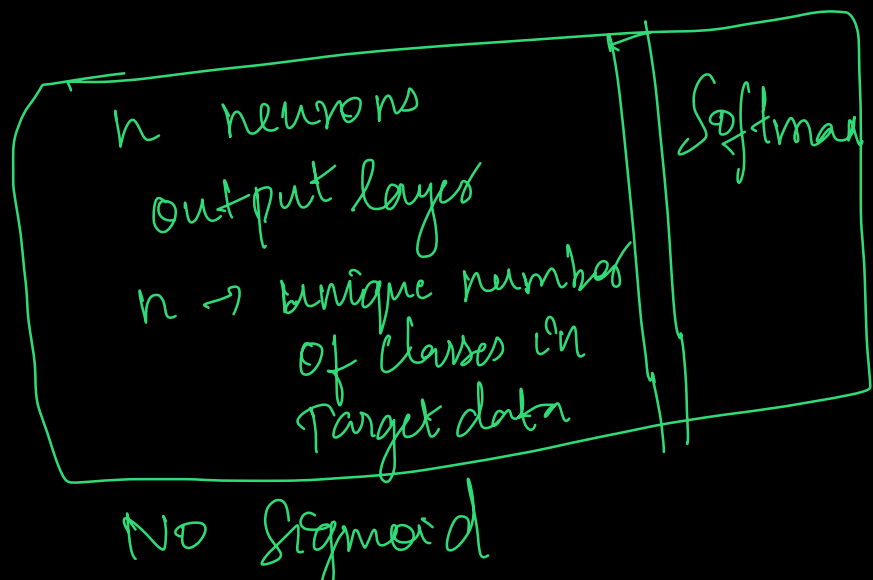 n neurons
output layer
n → unique number
of classes in
Target data
Softmax
No Sigmoid